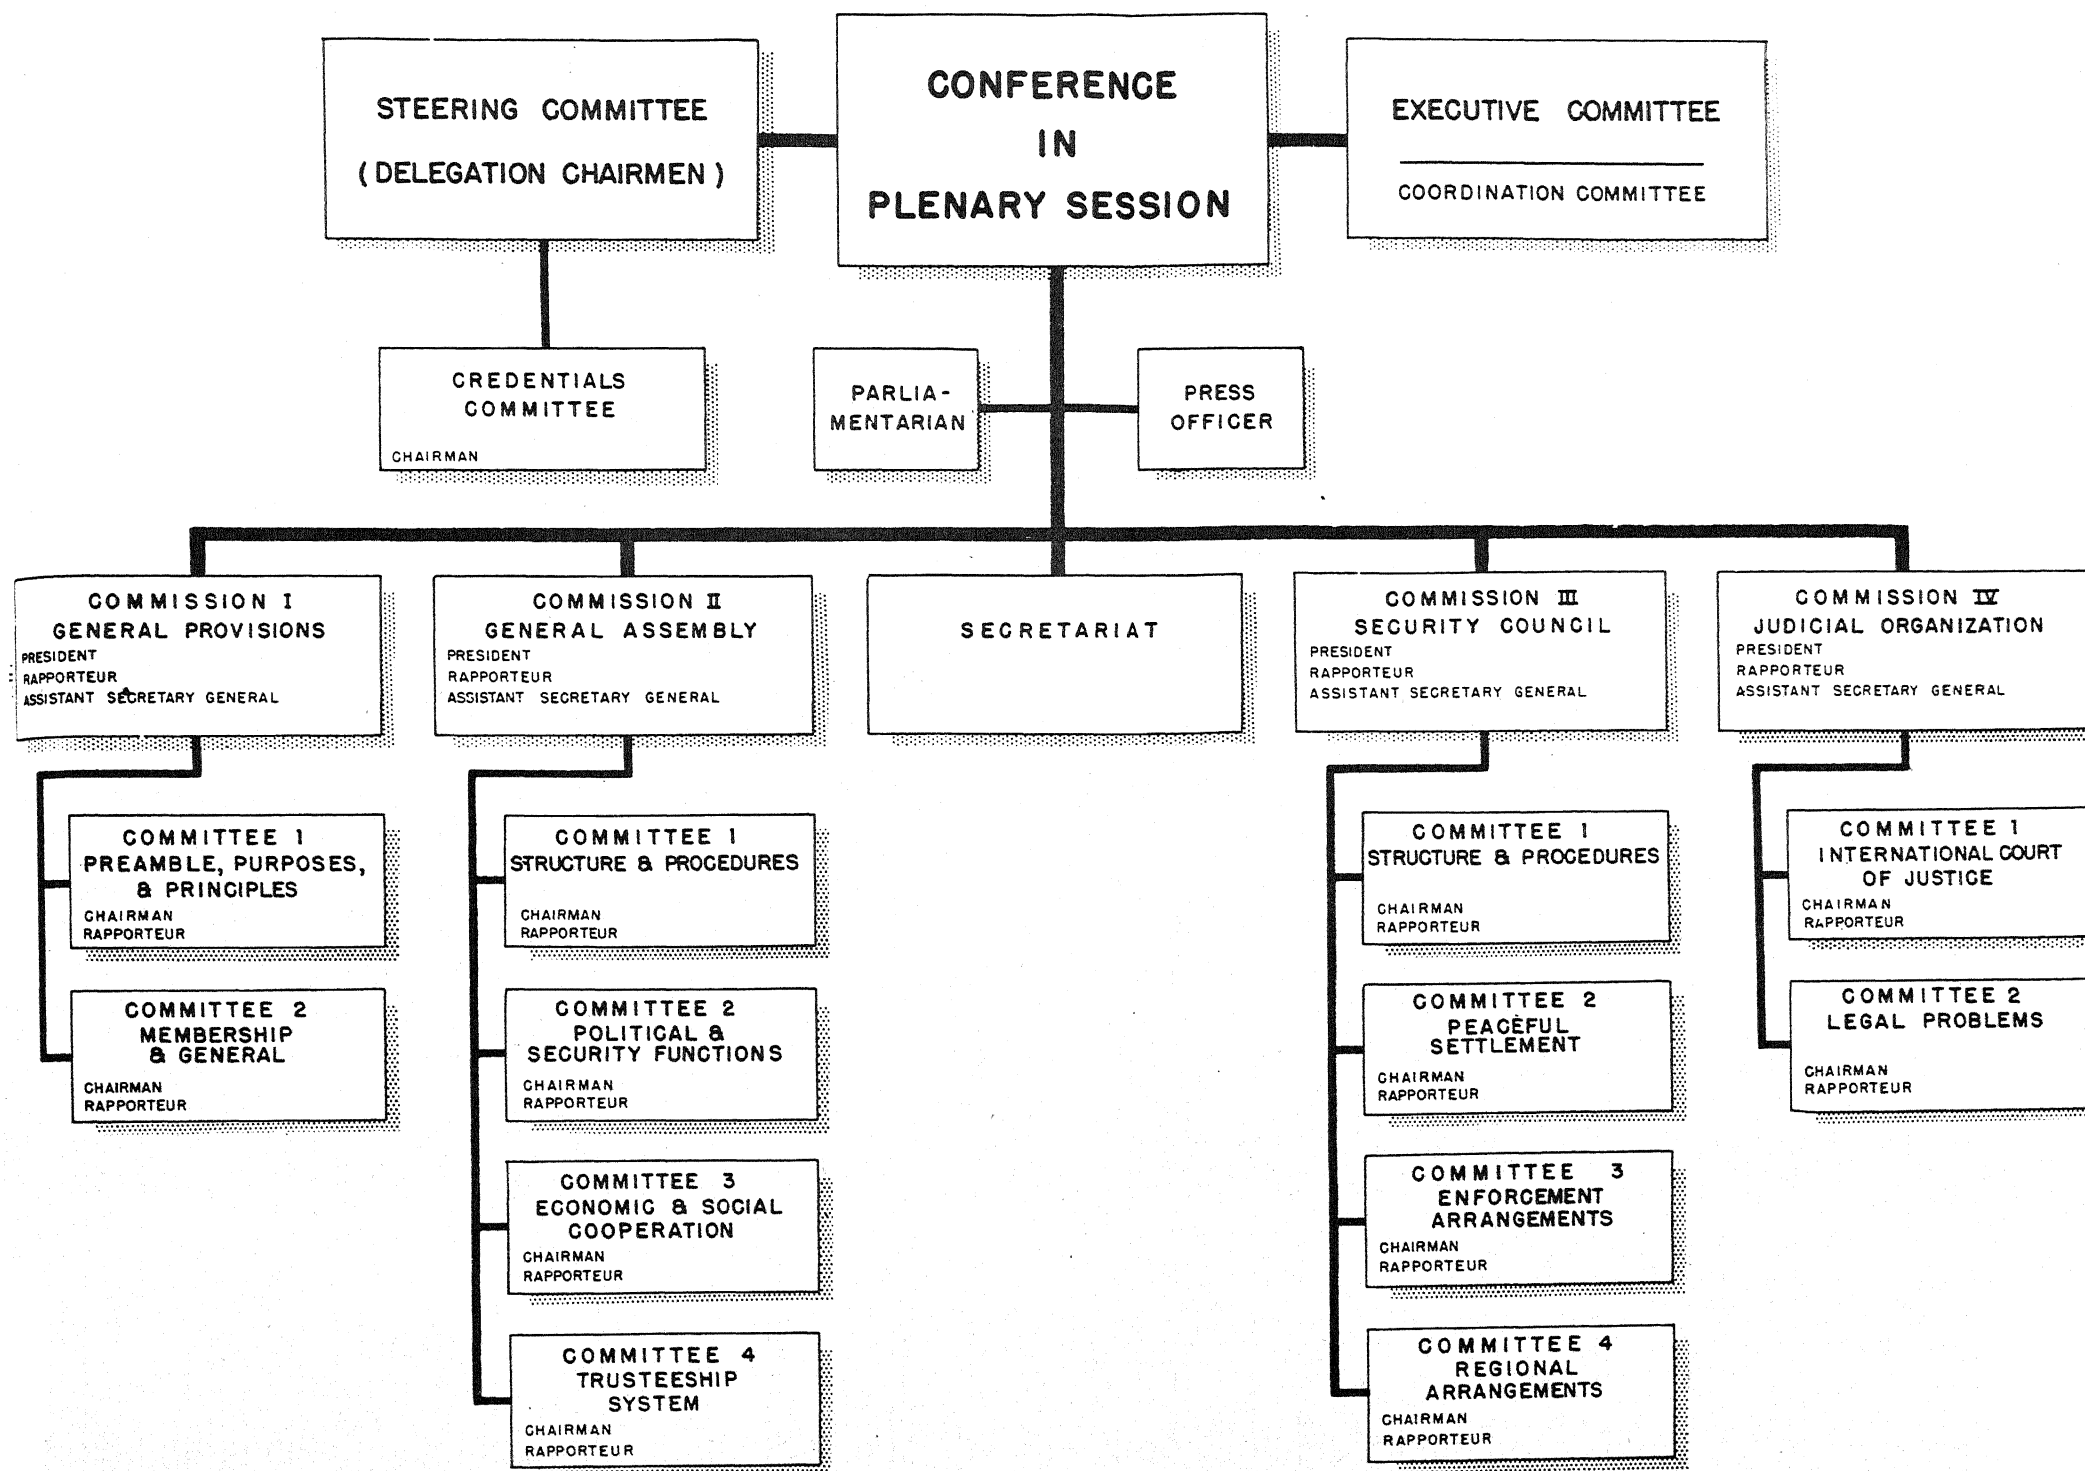 STEERING COMMITTEE
(DELEGATION CHAIRMEN)
CONFERENCE
IN
PLENARY SESSION
EXECUTIVE COMMITTEE
COORDINATION COMMITTEE
CREDENTIALS
COMMITTEE
CHAIRMAN
PARLIA-
MENTARIAN
PRESS
OFFICER
COMMISSION I
GENERAL PROVISIONS
PRESIDENT
RAPPORTEUR
ASSISTANT SECRETARY GENERAL
COMMISSION II
GENERAL ASSEMBLY
PRESIDENT
RAPPORTEUR
ASSISTANT SECRETARY GENERAL
SECRETARIAT
COMMISSION III
SECURITY COUNCIL
PRESIDENT
RAPPORTEUR
ASSISTANT SECRETARY GENERAL
COMMISSION IV
JUDICIAL ORGANIZATION
PRESIDENT
RAPPORTEUR
ASSISTANT SECRETARY GENERAL
COMMITTEE 1
PREAMBLE, PURPOSES,
& PRINCIPLES
CHAIRMAN
RAPPORTEUR
COMMITTEE 2
MEMBERSHIP
& GENERAL
CHAIRMAN
RAPPORTEUR
COMMITTEE 1
STRUCTURE & PROCEDURES
CHAIRMAN
RAPPORTEUR
COMMITTEE 2
POLITICAL &
SECURITY FUNCTIONS
CHAIRMAN
RAPPORTEUR
COMMITTEE 3
ECONOMIC & SOCIAL
COOPERATION
CHAIRMAN
RAPPORTEUR
COMMITTEE 4
TRUSTEESHIP
SYSTEM
CHAIRMAN
RAPPORTEUR
COMMITTEE 1
STRUCTURE & PROCEDURES
CHAIRMAN
RAPPORTEUR
COMMITTEE 2
PEACEFUL
SETTLEMENT
CHAIRMAN
RAPPORTEUR
COMMITTEE 3
ENFORCEMENT
ARRANGEMENTS
CHAIRMAN
RAPPORTEUR
COMMITTEE 4
REGIONAL
ARRANGEMENTS
CHAIRMAN
RAPPORTEUR
COMMITTEE 1
INTERNATIONAL COURT
OF JUSTICE
CHAIRMAN
RAPPORTEUR
COMMITTEE 2
LEGAL PROBLEMS
CHAIRMAN
RAPPORTEUR